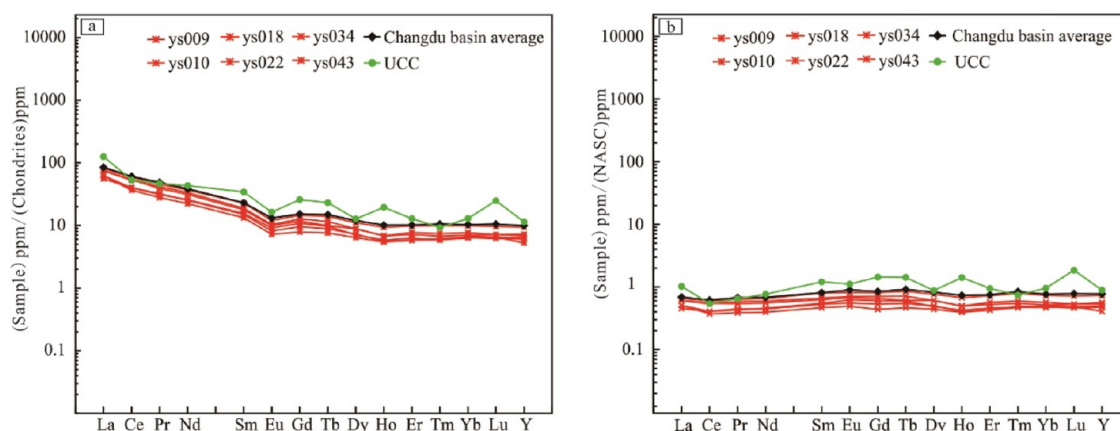 a
ys009 ys018 ys034 Changdu basin average
ys010 ys022 ys043 UCC
(Sample) ppm/ (Chondrites)ppm
10000
1000
100
10
1
0.1
La Ce Pr Nd Sm Eu Gd Tb Dy Ho Er Tm Yb Lu Y
b
ys009 ys018 ys034 Changdu basin average
ys010 ys022 ys043 UCC
(Sample) ppm/ (NASC)ppm
10000
1000
100
10
1
0.1
La Ce Pr Nd Sm Eu Gd Tb Dy Ho Er Tm Yb Lu Y